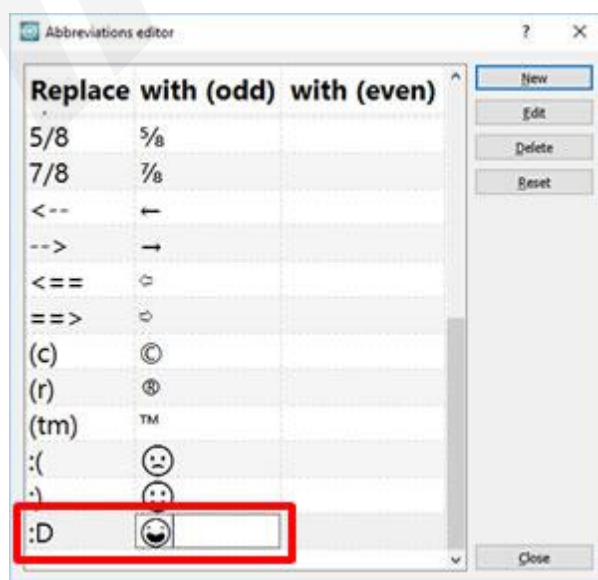 Abbreviations editor ? ×
Replace with (odd) with (even)
5/8 ⅝
7/8 ⅞
<-- ←
--> →
<== ⇦
==> ⇨
(c) ©
(r) ®
(tm) ™
:( ☹
:) 🙂
:D 😃
New
Edit
Delete
Reset
Close